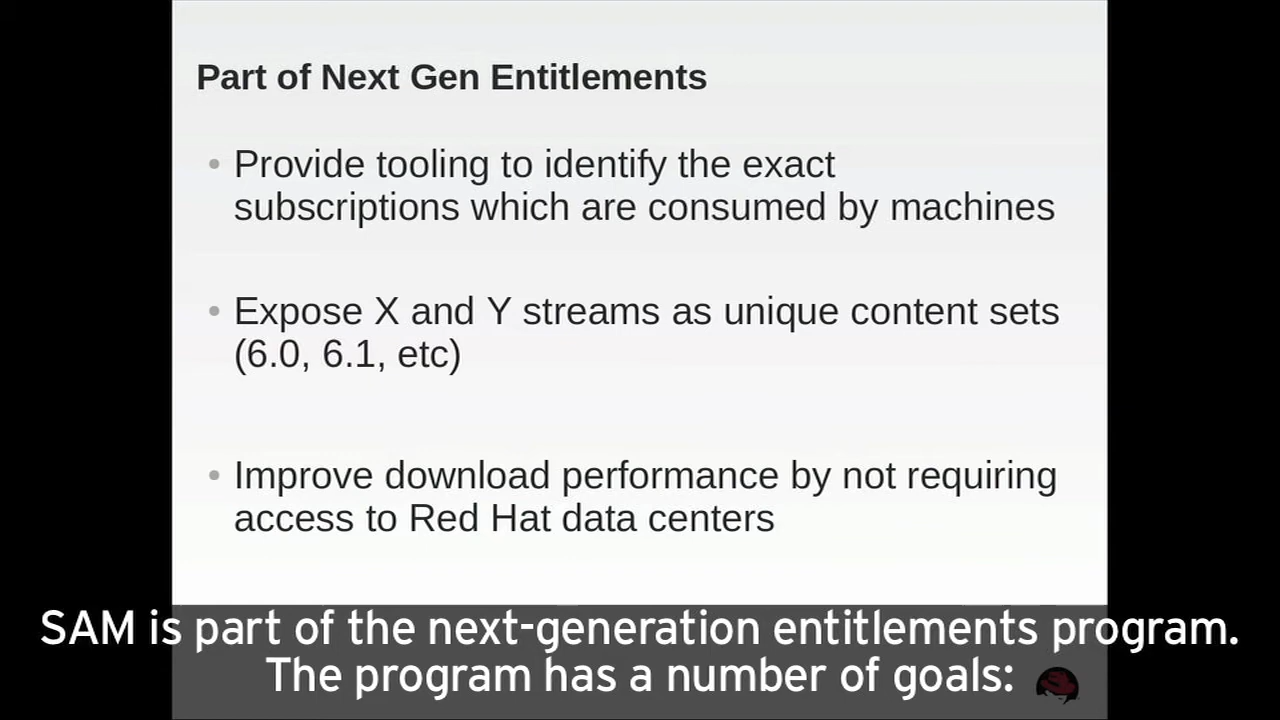 Part of Next Gen Entitlements
• Provide tooling to identify the exact
subscriptions which are consumed by machines
• Expose X and Y streams as unique content sets
(6.0, 6.1, etc)
• Improve download performance by not requiring
access to Red Hat data centers
SAM is part of the next-generation entitlements program.
The program has a number of goals: